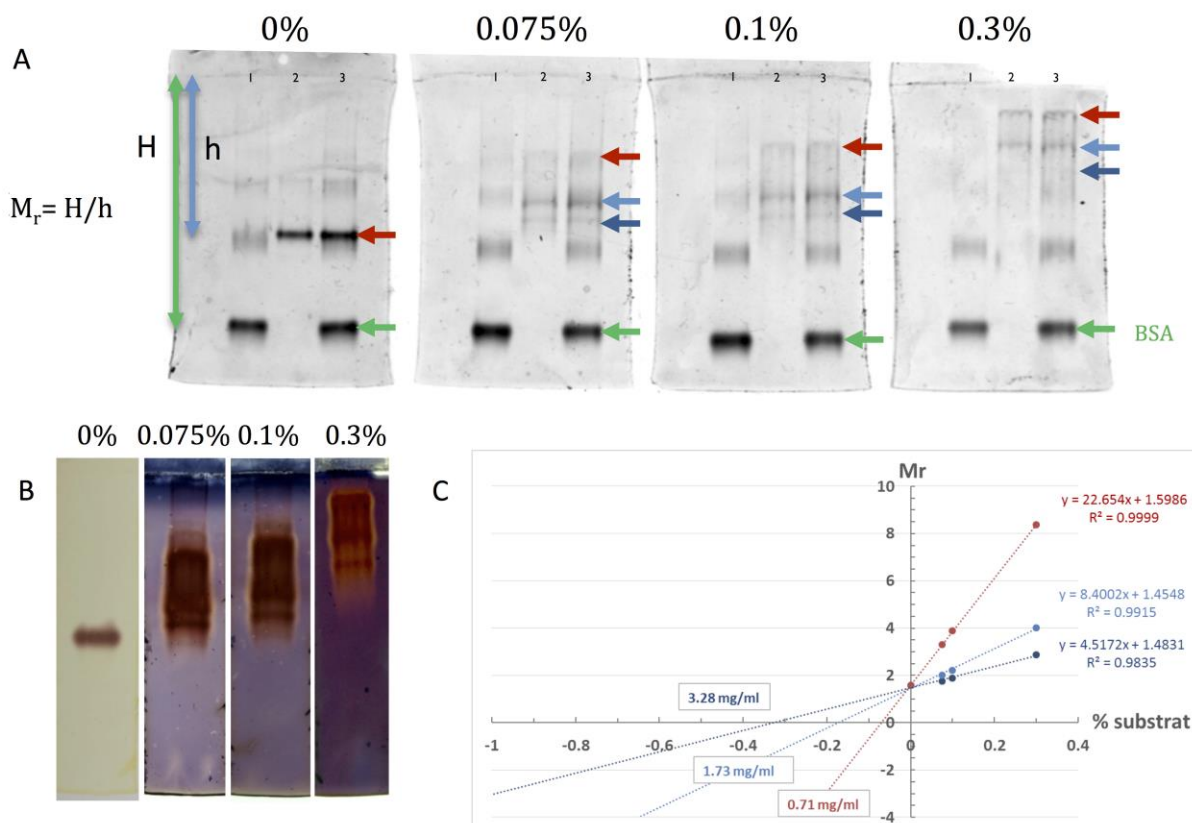 0% 0.075% 0.1% 0.3%
A
1 2 3 1 2 3 1 2 3 1 2 3
H h
Mr= H/h
BSA
0% 0.075% 0.1% 0.3%
B
C
Mr
10
8
6
4
2
0
-2
-4
-1 -0.8 -0.6 -0.4 -0.2 0 0.2 0.4
% substrat
y = 22.654x + 1.5986
R² = 0.9999
y = 8.4002x + 1.4548
R² = 0.9915
y = 4.5172x + 1.4831
R² = 0.9835
3.28 mg/ml
1.73 mg/ml
0.71 mg/ml